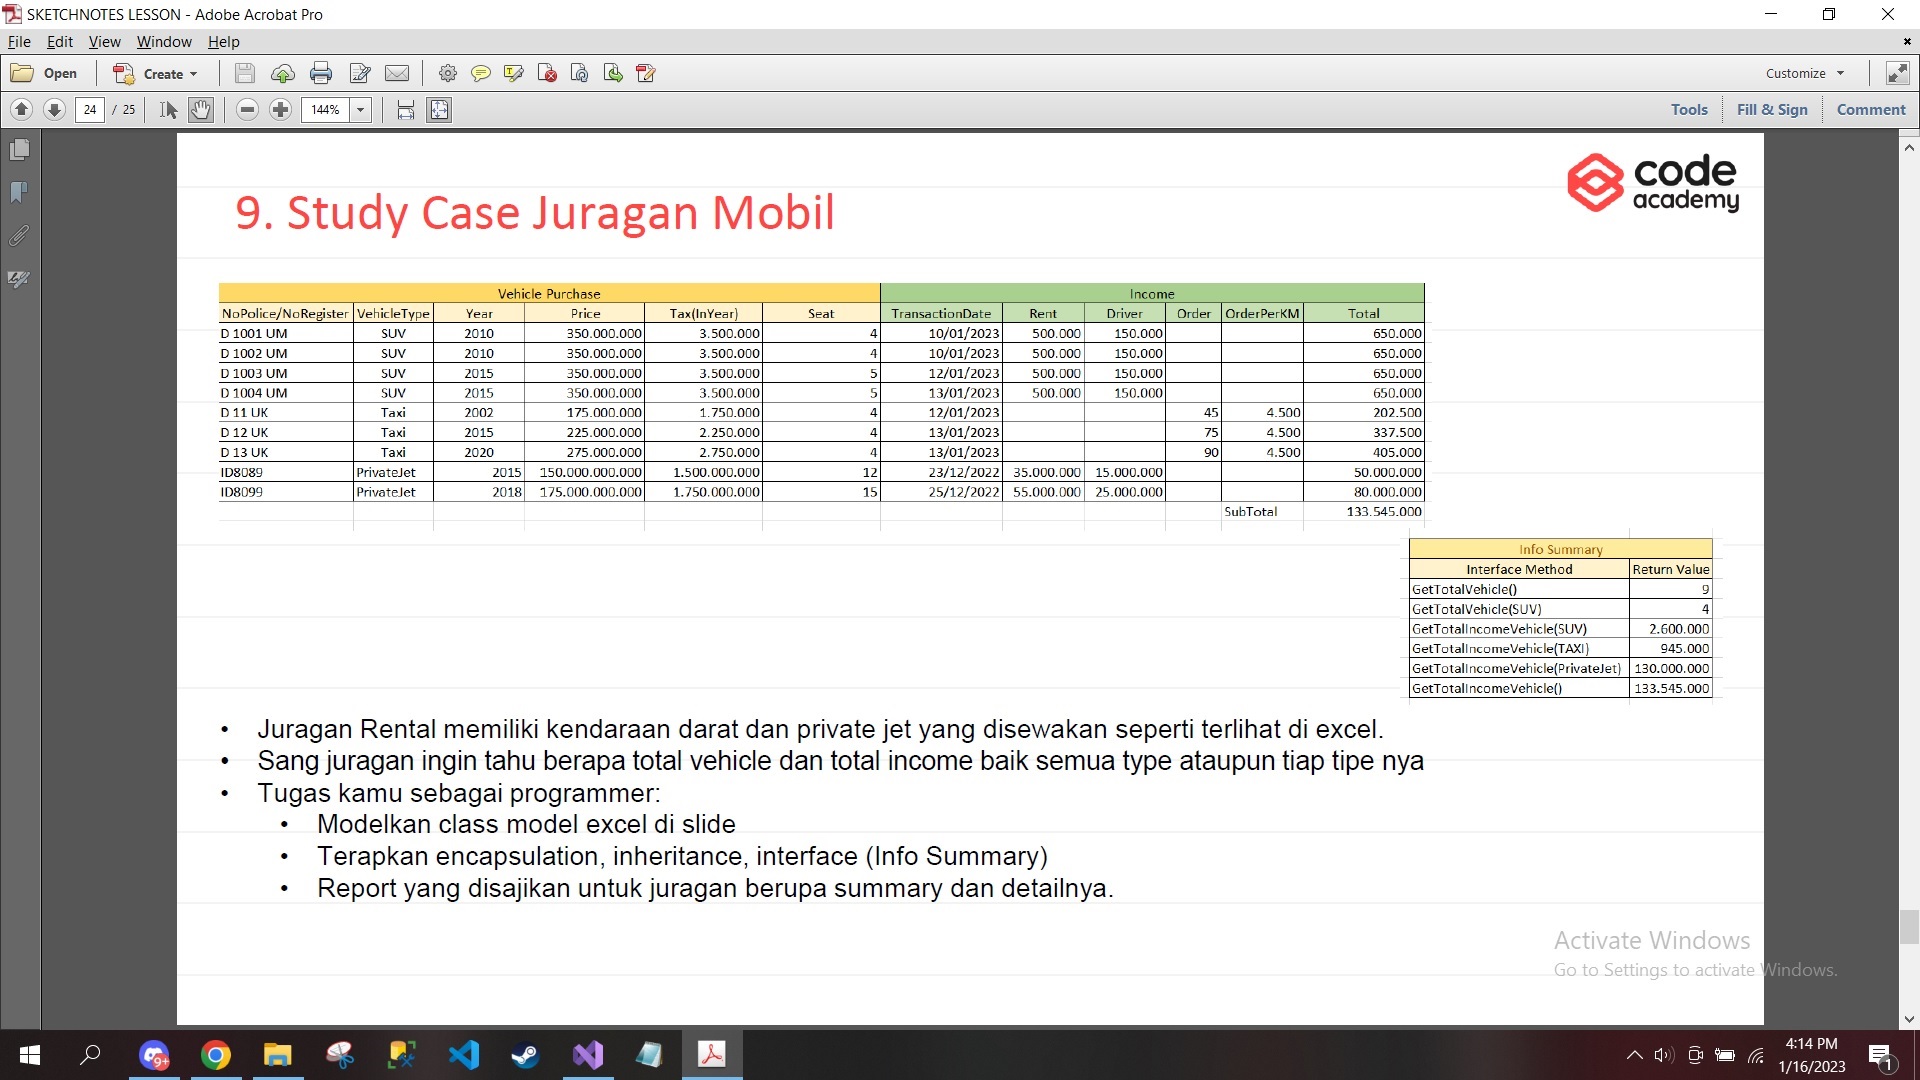 SKETCHNOTES LESSON - Adobe Acrobat Pro
File Edit View Window Help
Open Create Customize
24 / 25 144% Tools Fill & Sign Comment
code
academy
9. Study Case Juragan Mobil
Vehicle Purchase Income
NoPolice/NoRegister VehicleType Year Price Tax(InYear) Seat TransactionDate Rent Driver Order OrderPerKM Total
D 1001 UM SUV 2010 350.000.000 3.500.000 4 10/01/2023 500.000 150.000 650.000
D 1002 UM SUV 2010 350.000.000 3.500.000 4 10/01/2023 500.000 150.000 650.000
D 1003 UM SUV 2015 350.000.000 3.500.000 5 12/01/2023 500.000 150.000 650.000
D 1004 UM SUV 2015 350.000.000 3.500.000 5 13/01/2023 500.000 150.000 650.000
D 11 UK Taxi 2002 175.000.000 1.750.000 4 12/01/2023 45 4.500 202.500
D 12 UK Taxi 2015 225.000.000 2.250.000 4 13/01/2023 75 4.500 337.500
D 13 UK Taxi 2020 275.000.000 2.750.000 4 13/01/2023 90 4.500 405.000
ID8089 PrivateJet 2015 150.000.000.000 1.500.000.000 12 23/12/2022 35.000.000 15.000.000 50.000.000
ID8099 PrivateJet 2018 175.000.000.000 1.750.000.000 15 25/12/2022 55.000.000 25.000.000 80.000.000
SubTotal 133.545.000
Info Summary
Interface Method Return Value
GetTotalVehicle() 9
GetTotalVehicle(SUV) 4
GetTotalIncomeVehicle(SUV) 2.600.000
GetTotalIncomeVehicle(TAXI) 945.000
GetTotalIncomeVehicle(PrivateJet) 130.000.000
GetTotalIncomeVehicle() 133.545.000
• Juragan Rental memiliki kendaraan darat dan private jet yang disewakan seperti terlihat di excel.
• Sang juragan ingin tahu berapa total vehicle dan total income baik semua type ataupun tiap tipe nya
• Tugas kamu sebagai programmer:
• Modelkan class model excel di slide
• Terapkan encapsulation, inheritance, interface (Info Summary)
• Report yang disajikan untuk juragan berupa summary dan detailnya.
Activate Windows
Go to Settings to activate Windows.
9+
4:14 PM
1/16/2023
1